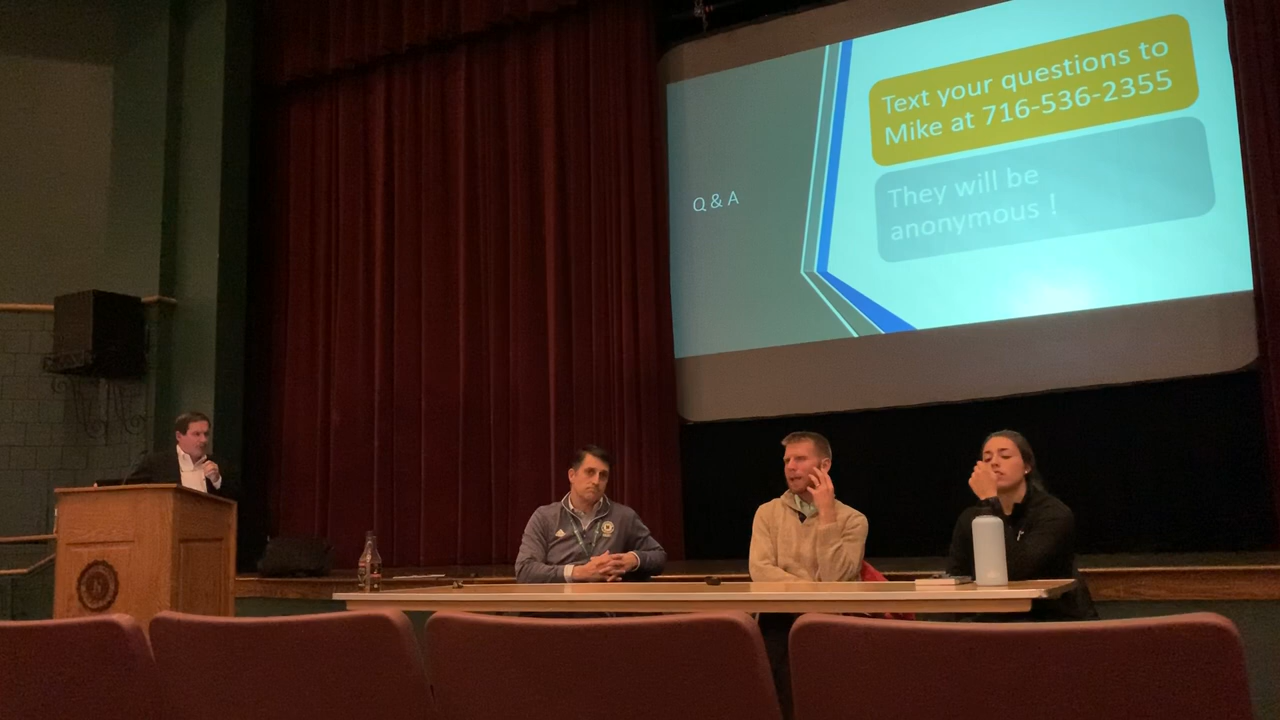 Q & A
Text your questions to
Mike at 716-536-2355
They will be
anonymous !